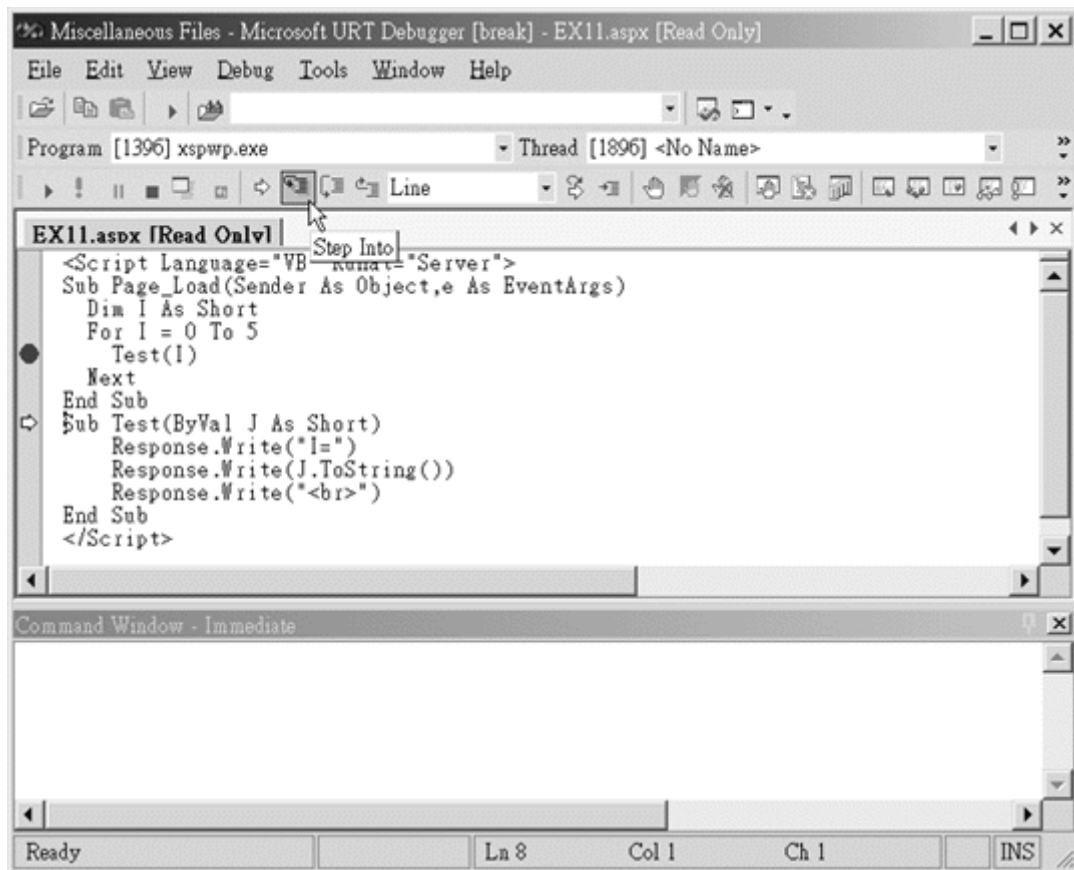 Miscellaneous Files - Microsoft URT Debugger [break] - EX11.aspx [Read Only]
File Edit View Debug Tools Window Help
Program [1396] xspwp.exe Thread [1896] <No Name>
Line
EX11.aspx [Read Only]
Step Into
<Script Language="VB" Runat="Server">
Sub Page_Load(Sender As Object,e As EventArgs)
Dim I As Short
For I = 0 To 5
Test(I)
Next
End Sub
Sub Test(ByVal J As Short)
Response.Write("I=")
Response.Write(J.ToString())
Response.Write("<br>")
End Sub
</Script>
Command Window - Immediate
Ready Ln 8 Col 1 Ch 1 INS